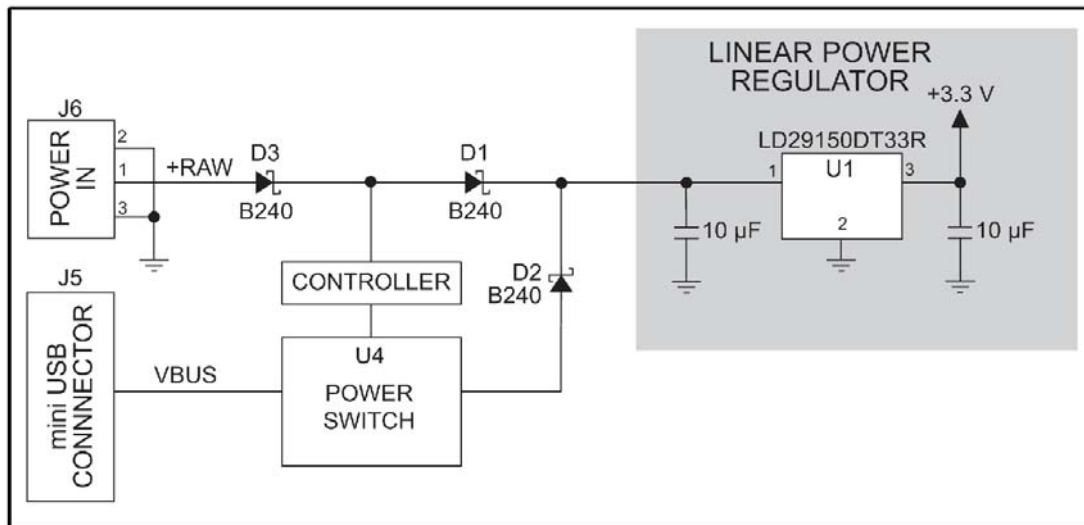 LINEAR POWER
REGULATOR
+3.3 V
LD29150DT33R
U1
1
3
2
10 µF
10 µF
J6
POWER
IN
2
1
3
+RAW
D3
B240
D1
B240
D2
B240
CONTROLLER
J5
mini USB
CONNNECTOR
VBUS
U4
POWER
SWITCH